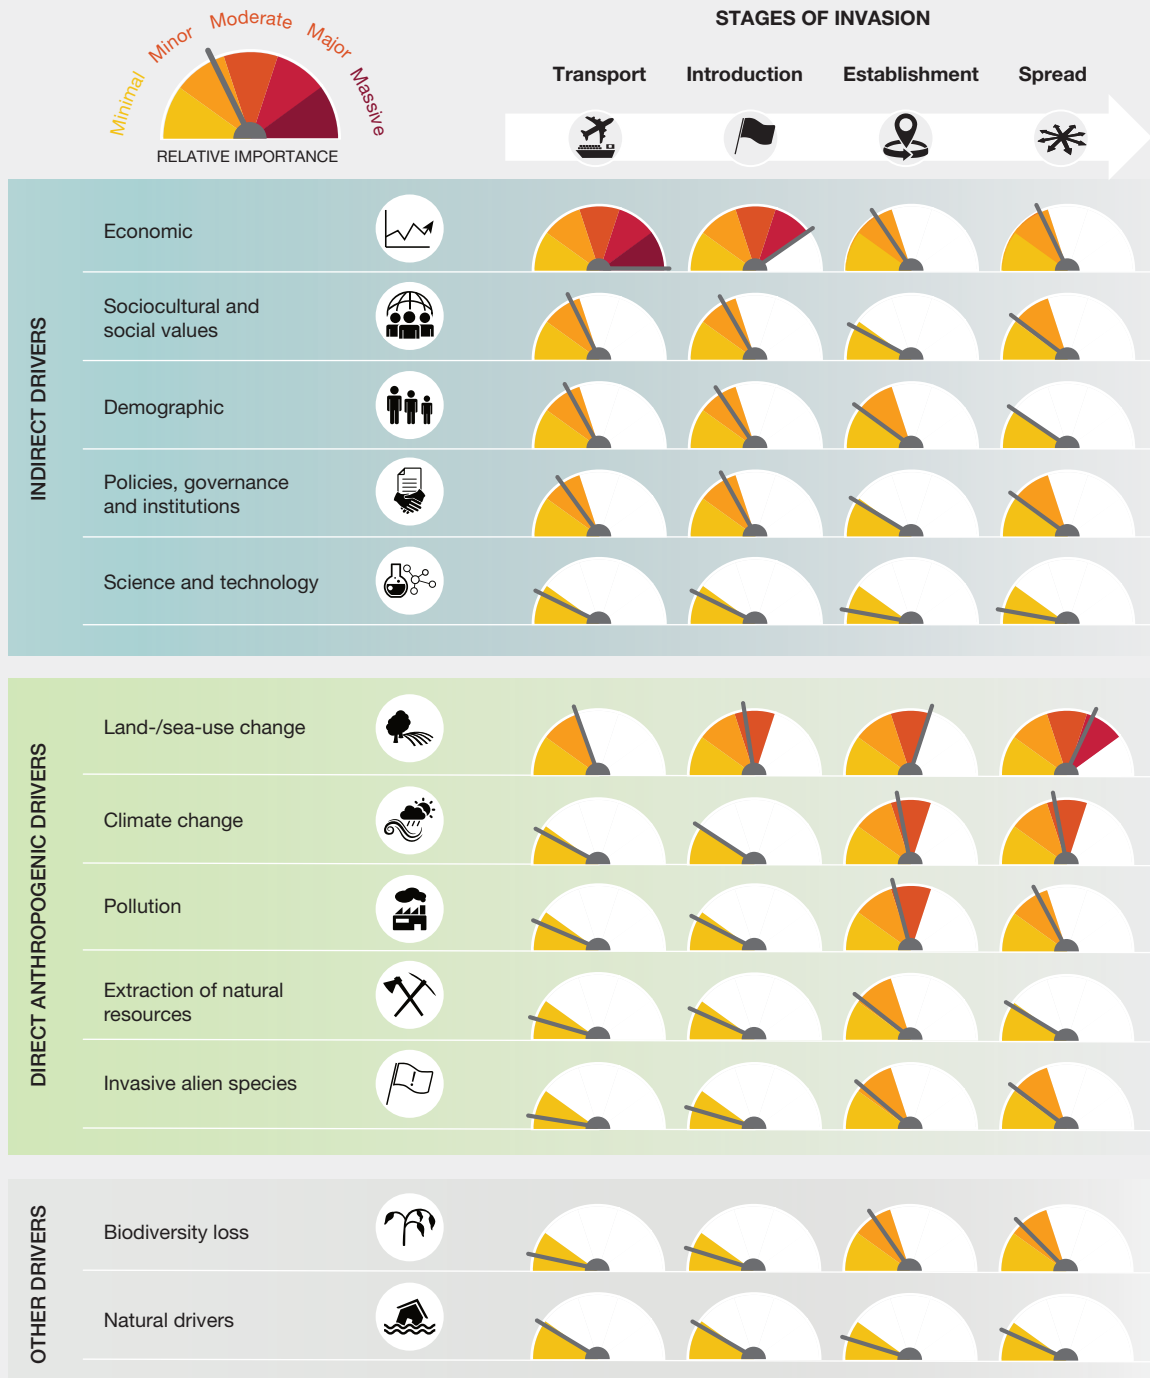 Minimal
Minor
Moderate
Major
Massive
RELATIVE IMPORTANCE
STAGES OF INVASION
Transport
Introduction
Establishment
Spread
INDIRECT DRIVERS
Economic
Sociocultural and
social values
Demographic
Policies, governance
and institutions
Science and technology
DIRECT ANTHROPOGENIC DRIVERS
Land-/sea-use change
Climate change
Pollution
Extraction of natural
resources
Invasive alien species
!
OTHER DRIVERS
Biodiversity loss
Natural drivers